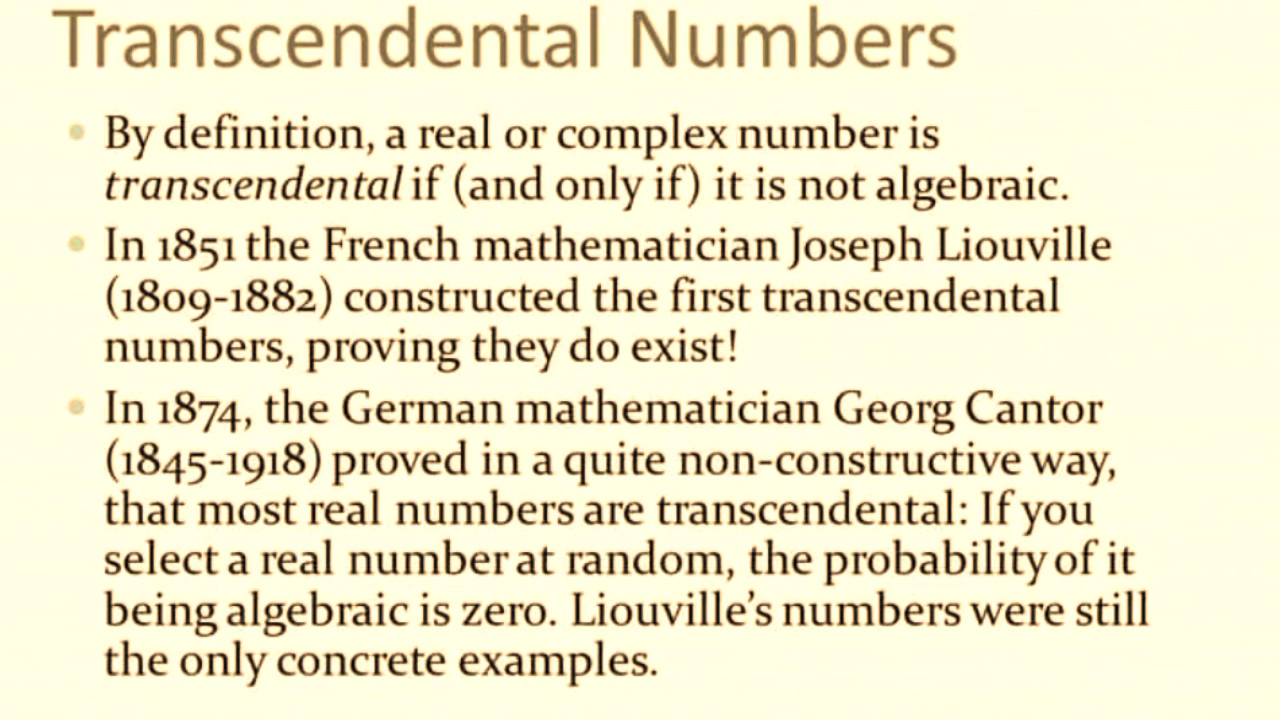 Transcendental Numbers
• By definition, a real or complex number is
transcendental if (and only if) it is not algebraic.
• In 1851 the French mathematician Joseph Liouville
(1809-1882) constructed the first transcendental
numbers, proving they do exist!
• In 1874, the German mathematician Georg Cantor
(1845-1918) proved in a quite non-constructive way,
that most real numbers are transcendental: If you
select a real number at random, the probability of it
being algebraic is zero. Liouville’s numbers were still
the only concrete examples.